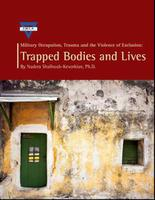 Military Occupation, Trauma and the Violence of Exclusion:
Trapped Bodies and Lives
By Nadera Shalhoub-Kevorkian, Ph.D.